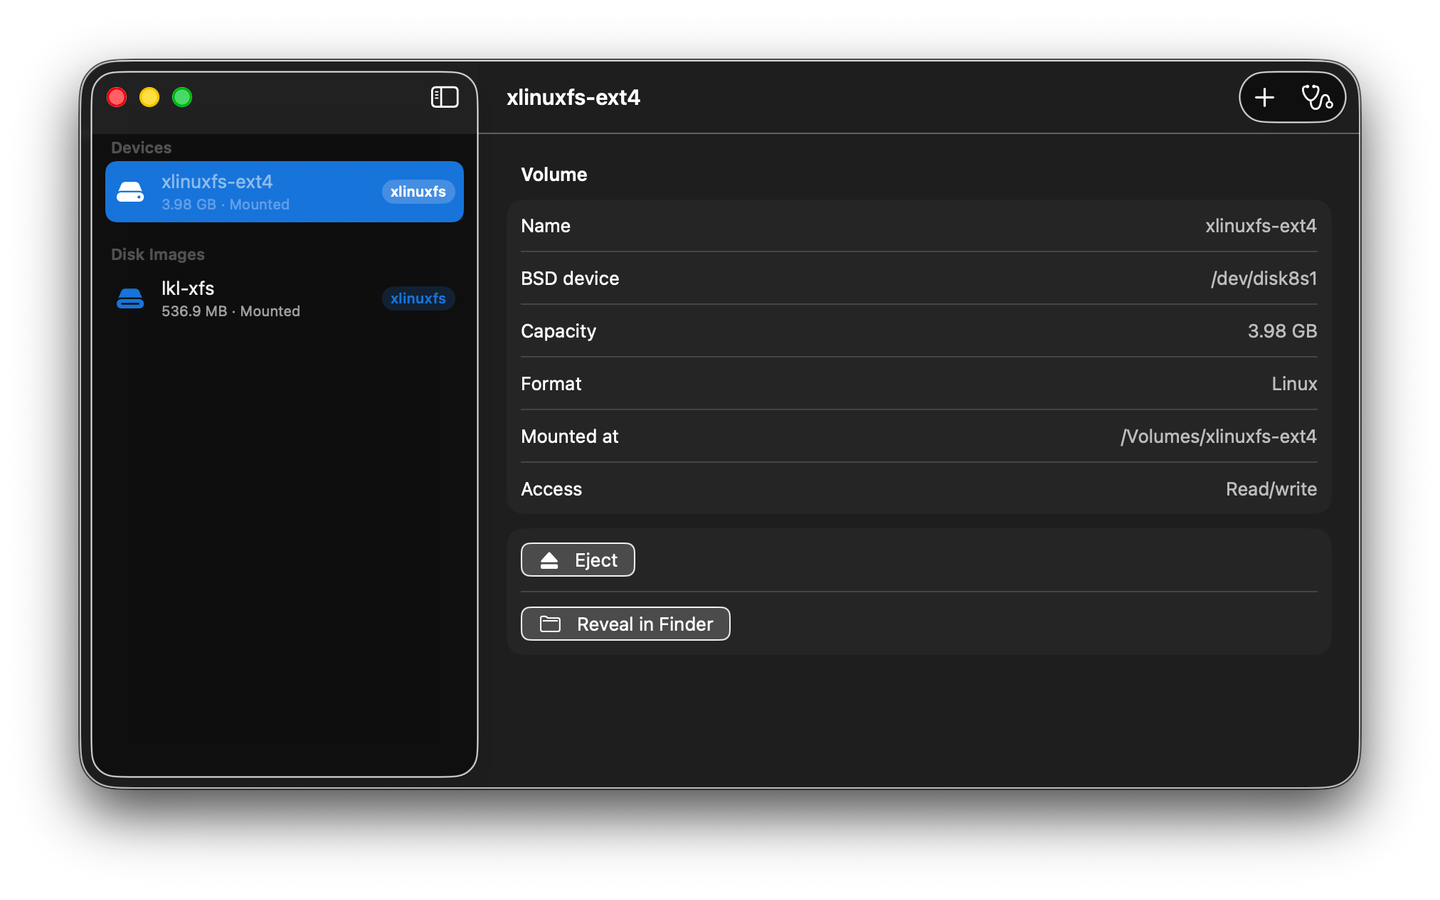 xlinuxfs-ext4
Devices
xlinuxfs-ext4
3.98 GB · Mounted
xlinuxfs
Disk Images
lkl-xfs
536.9 MB · Mounted
xlinuxfs
Volume
Name xlinuxfs-ext4
BSD device /dev/disk8s1
Capacity 3.98 GB
Format Linux
Mounted at /Volumes/xlinuxfs-ext4
Access Read/write
Eject
Reveal in Finder